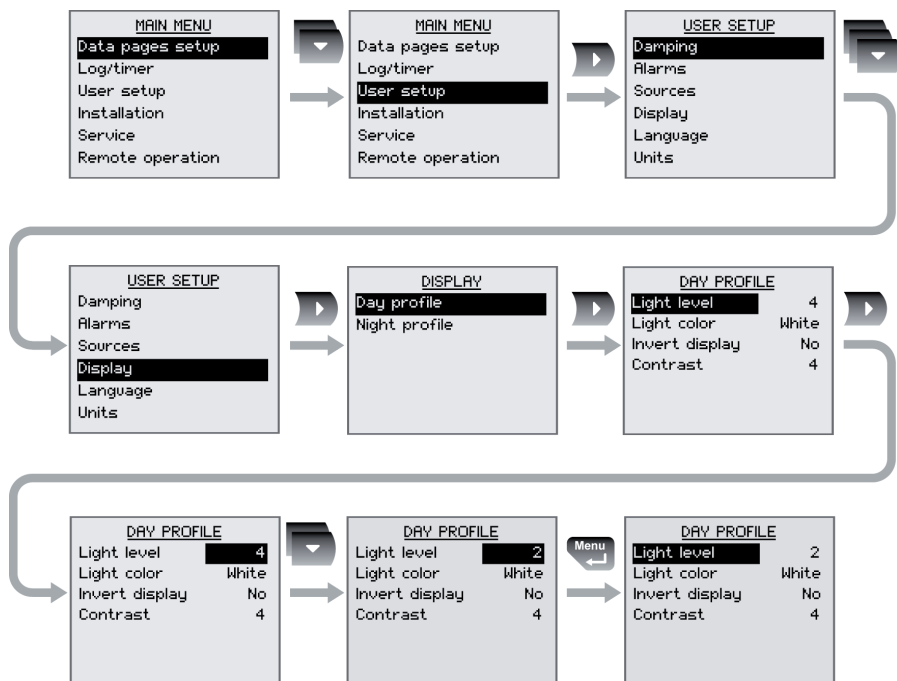 MAIN MENU
Data pages setup
Log/timer
User setup
Installation
Service
Remote operation
MAIN MENU
Data pages setup
Log/timer
User setup
Installation
Service
Remote operation
USER SETUP
Damping
Alarms
Sources
Display
Language
Units
USER SETUP
Damping
Alarms
Sources
Display
Language
Units
DISPLAY
Day profile
Night profile
DAY PROFILE
Light level 4
Light color White
Invert display No
Contrast 4
DAY PROFILE
Light level 4
Light color White
Invert display No
Contrast 4
DAY PROFILE
Light level 2
Light color White
Invert display No
Contrast 4
Menu
DAY PROFILE
Light level 2
Light color White
Invert display No
Contrast 4